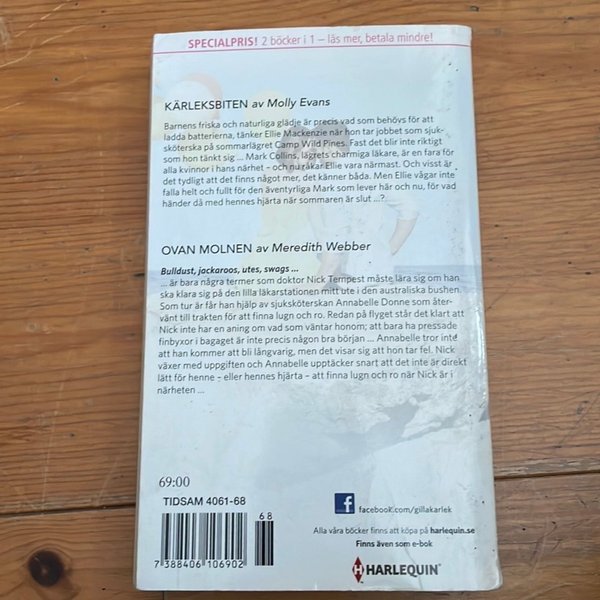 SPECIALPRIS! 2 böcker i 1 – läs mer, betala mindre!
KÄRLEKSBITEN av Molly Evans
Barnens friska och naturliga glädje är precis vad som behövs för att
ladda batterierna, tänker Ellie Mackenzie när hon tar jobbet som sjuk-
sköterska på sommarlägret Camp Wild Pines. Fast det blir inte riktigt
som hon tänkt sig ... Mark Collins, lägrets charmiga läkare, är en fara för
alla kvinnor i hans närhet – och nu råkar Ellie vara närmast. Och visst är
det tydligt att det finns något mer, det känner båda. Men Ellie vågar inte
falla helt och fullt för den äventyrliga Mark som lever här och nu, för vad
händer då med hennes hjärta när sommaren är slut ...?
OVAN MOLNEN av Meredith Webber
Bulldust, jackaroos, utes, swags ...
... är bara några termer som doktor Nick Tempest måste lära sig om han
ska klara sig på den lilla läkarstationen mitt ute i den australiska bushen.
Som tur är får han hjälp av sjuksköterskan Annabelle Donne som åter-
vänt till trakten för att finna lugn och ro. Redan på flyget står det klart att
Nick inte har en aning om vad som väntar honom; att bara ha pressade
finbyxor i bagaget är inte precis någon bra början ... Annabelle tror inte
att han kommer att bli långvarig, men det visar sig att hon tar fel. Nick
växer med uppgiften och Annabelle upptäcker snart att det inte är direkt
lätt för henne – eller hennes hjärta – att finna lugn och ro när Nick är i
närheten ...
69:00
TIDSAM 4061-68
68
7 388406 106902
facebook.com/gillakarlek
Alla våra böcker finns att köpa på harlequin.se
Finns även som e-bok
HARLEQUIN